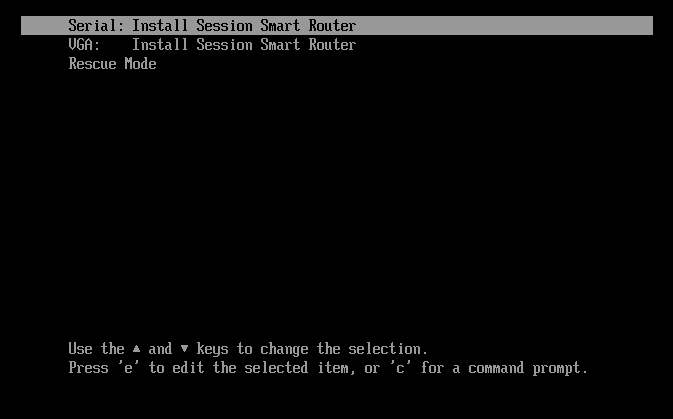 Serial: Install Session Smart Router
VGA:    Install Session Smart Router
Rescue Mode
Use the ▲ and ▼ keys to change the selection.
Press 'e' to edit the selected item, or 'c' for a command prompt.